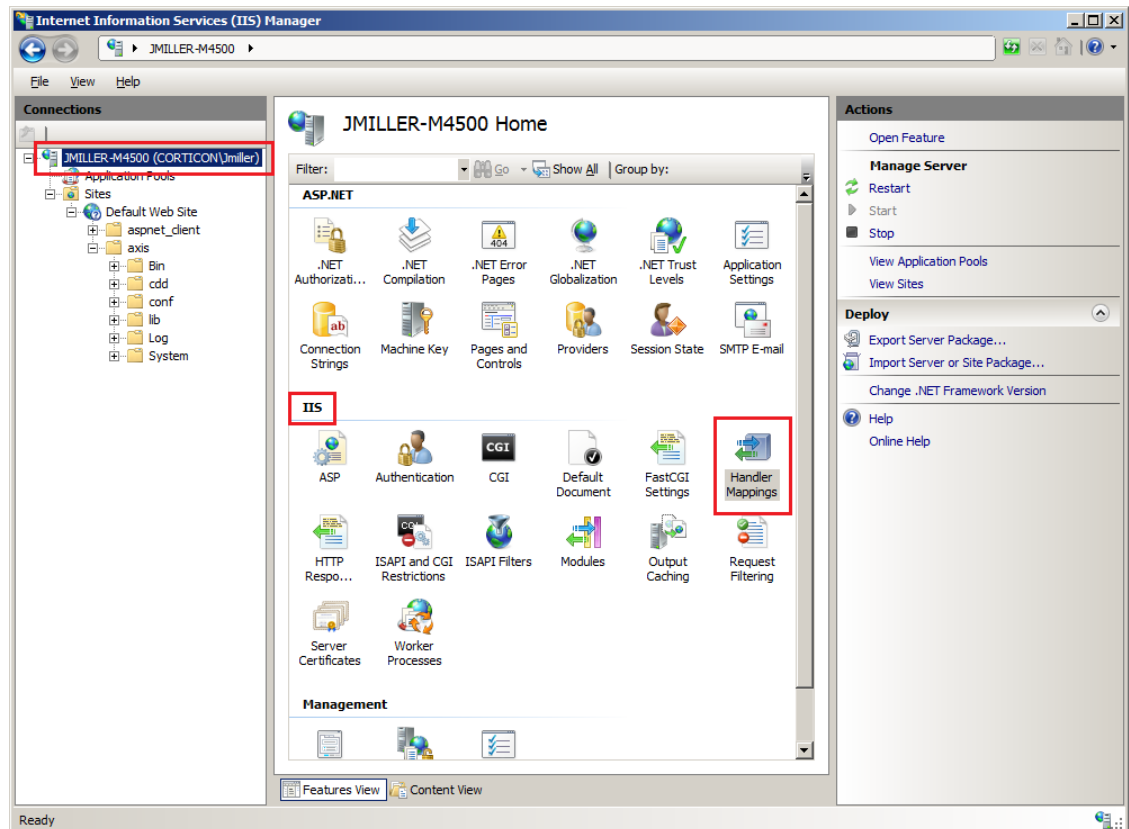 Internet Information Services (IIS) Manager
JMILLER-M4500
File View Help
Connections
JMILLER-M4500 (CORTICON\Jmiller)
Application Pools
Sites
Default Web Site
aspnet_client
axis
Bin
cdd
conf
lib
Log
System
JMILLER-M4500 Home
Filter: Go Show All Group by:
ASP.NET
.NET Authorizati...
.NET Compilation
404
.NET Error Pages
.NET Globalization
.NET Trust Levels
Application Settings
ab
Connection Strings
Machine Key
Pages and Controls
Providers
Session State
SMTP E-mail
IIS
ASP
Authentication
CGI
CGI
Default Document
FastCGI Settings
Handler Mappings
HTTP Respo...
ISAPI and CGI Restrictions
ISAPI Filters
Modules
Output Caching
Request Filtering
Server Certificates
Worker Processes
Management
Features View Content View
Actions
Open Feature
Manage Server
Restart
Start
Stop
View Application Pools
View Sites
Deploy
Export Server Package...
Import Server or Site Package...
Change .NET Framework Version
Help
Online Help
Ready